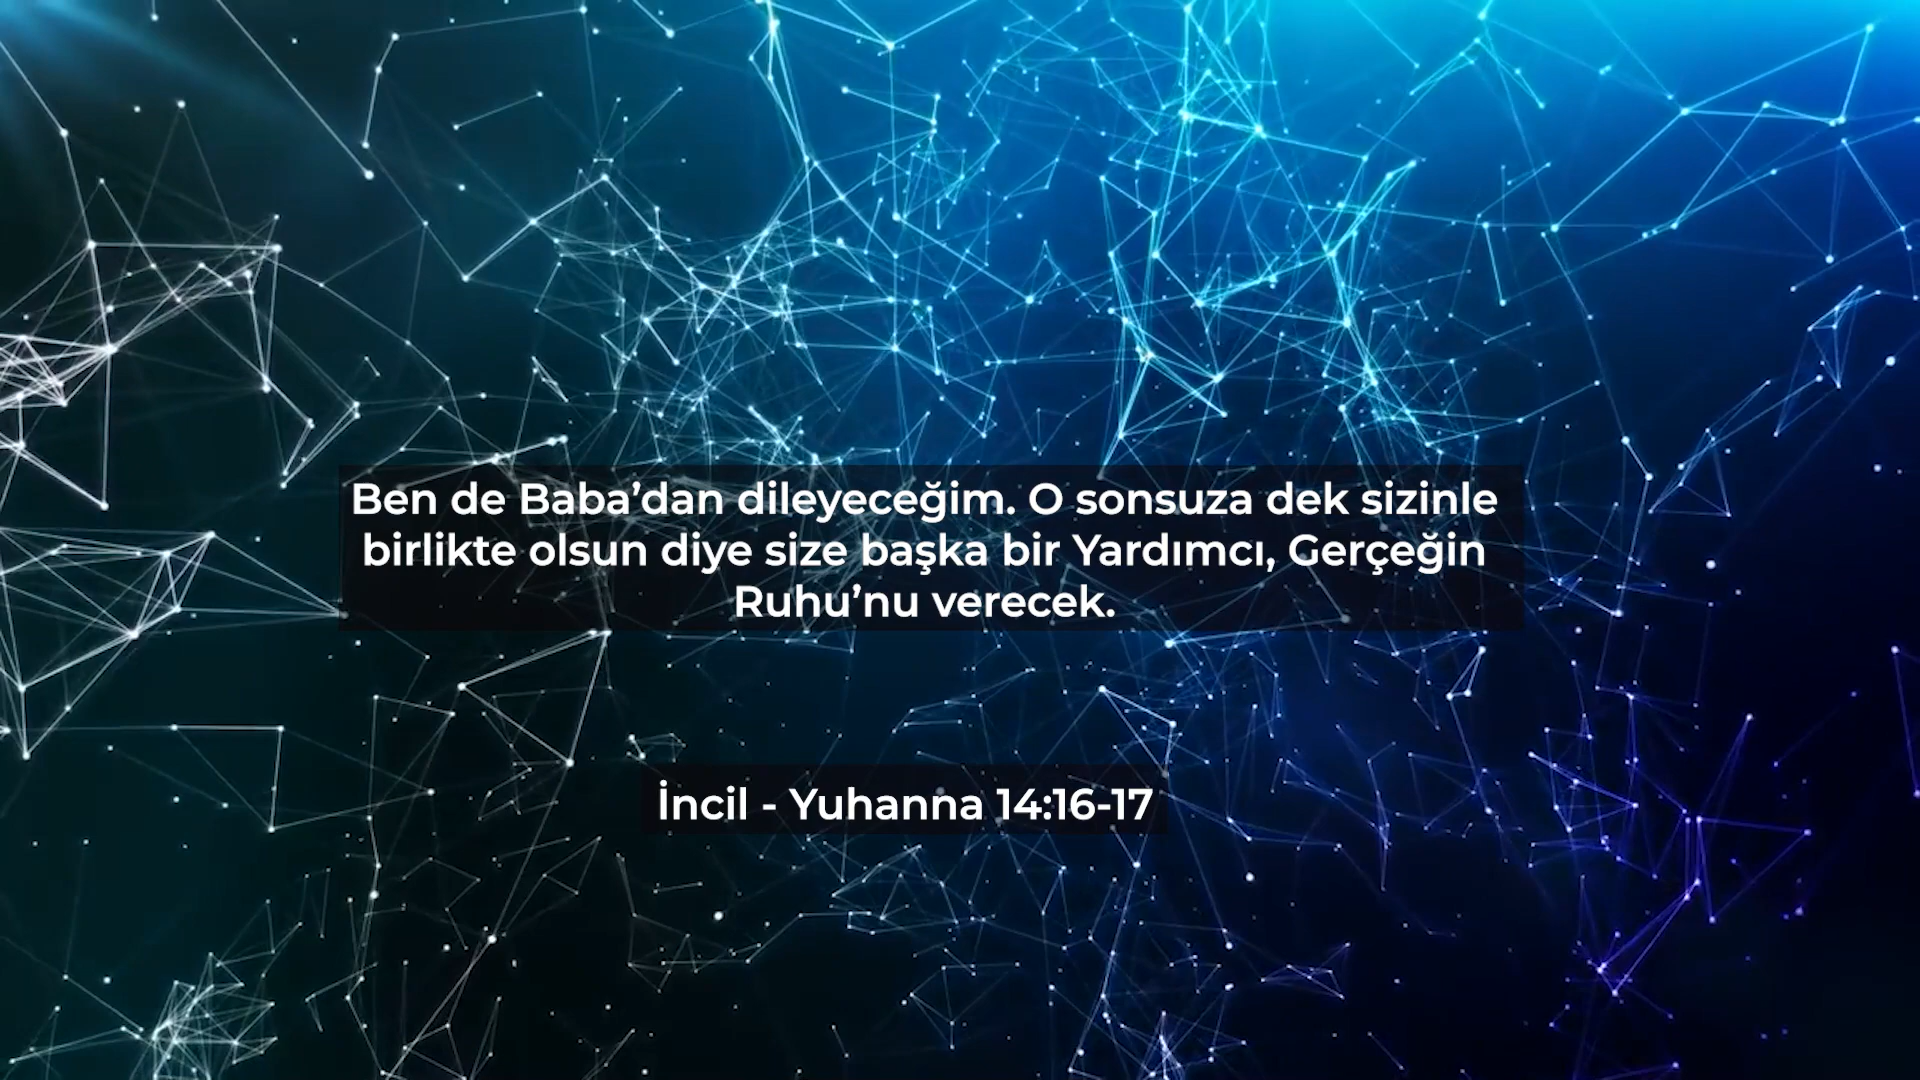 Ben de Baba’dan dileyeceğim. O sonsuza dek sizinle
birlikte olsun diye size başka bir Yardımcı, Gerçeğin
Ruhu’nu verecek.
İncil - Yuhanna 14:16-17